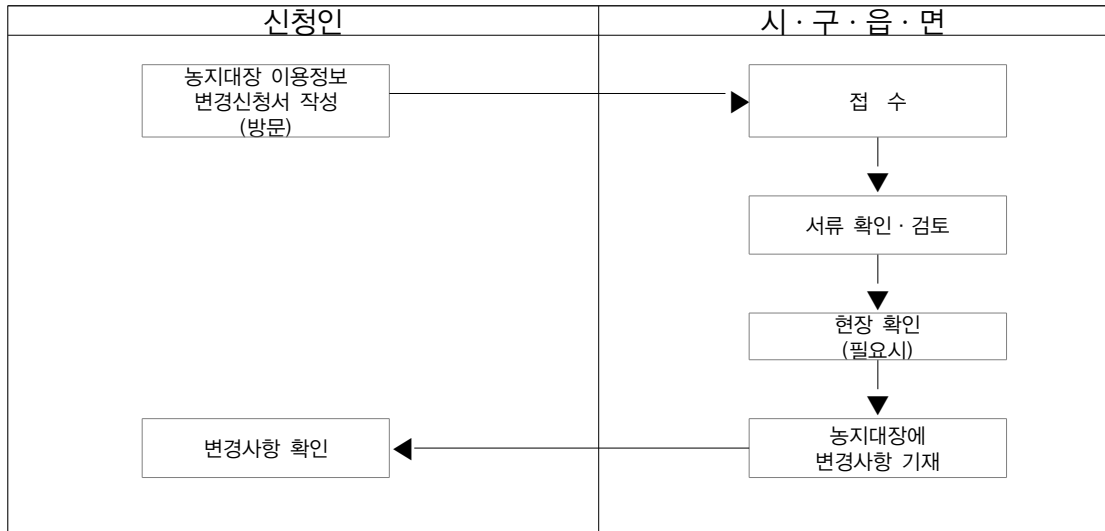 신청인
시 · 구 · 읍 · 면
농지대장 이용정보
변경신청서 작성
(방문)
접 수
서류 확인 · 검토
현장 확인
(필요시)
변경사항 확인
농지대장에
변경사항 기재